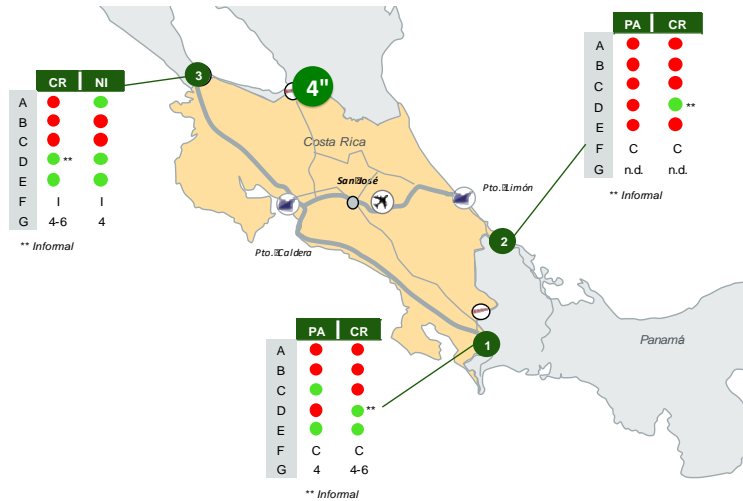 CR NI
A
B
C
D **
E
F I I
G 4-6 4
** Informal
3
4"
Costa Rica
San José
Pto. Limón
Pto. Caldera
PA CR
A
B
C
D **
E
F C C
G n.d. n.d.
** Informal
2
Panamá
1
PA CR
A
B
C
D **
E
F C C
G 4 4-6
** Informal